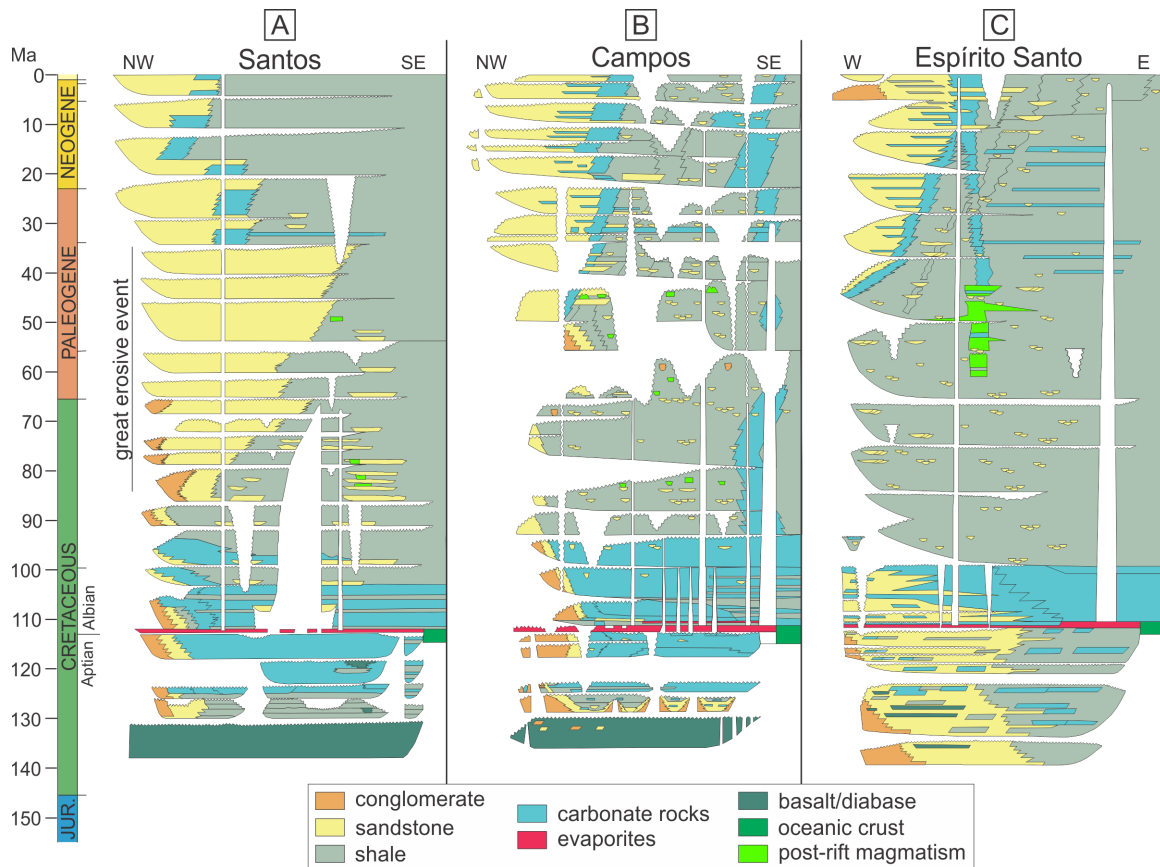 A
B
C
Ma
NW
Santos
SE
NW
Campos
SE
W
Espírito Santo
E
0
10
20
30
40
50
60
70
80
90
100
110
120
130
140
150
NEOGENE
PALEOGENE
CRETACEOUS
JUR.
Albian
Aptian
great erosive event
conglomerate
sandstone
shale
carbonate rocks
evaporites
basalt/diabase
oceanic crust
post-rift magmatism